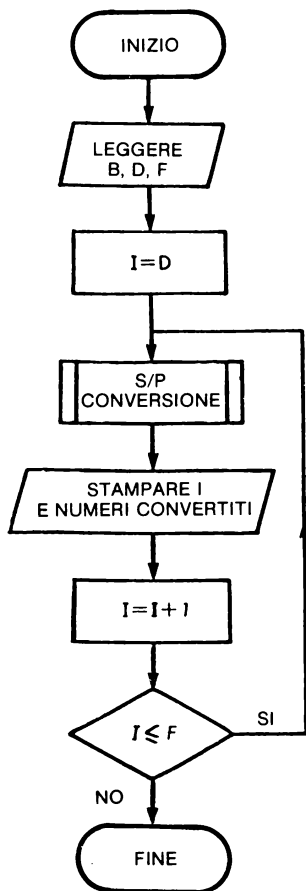 INIZIO
LEGGERE
B, D, F
I=D
S/P
CONVERSIONE
STAMPARE I
E NUMERI CONVERTITI
I=I+1
I ≤ F
SI
NO
FINE